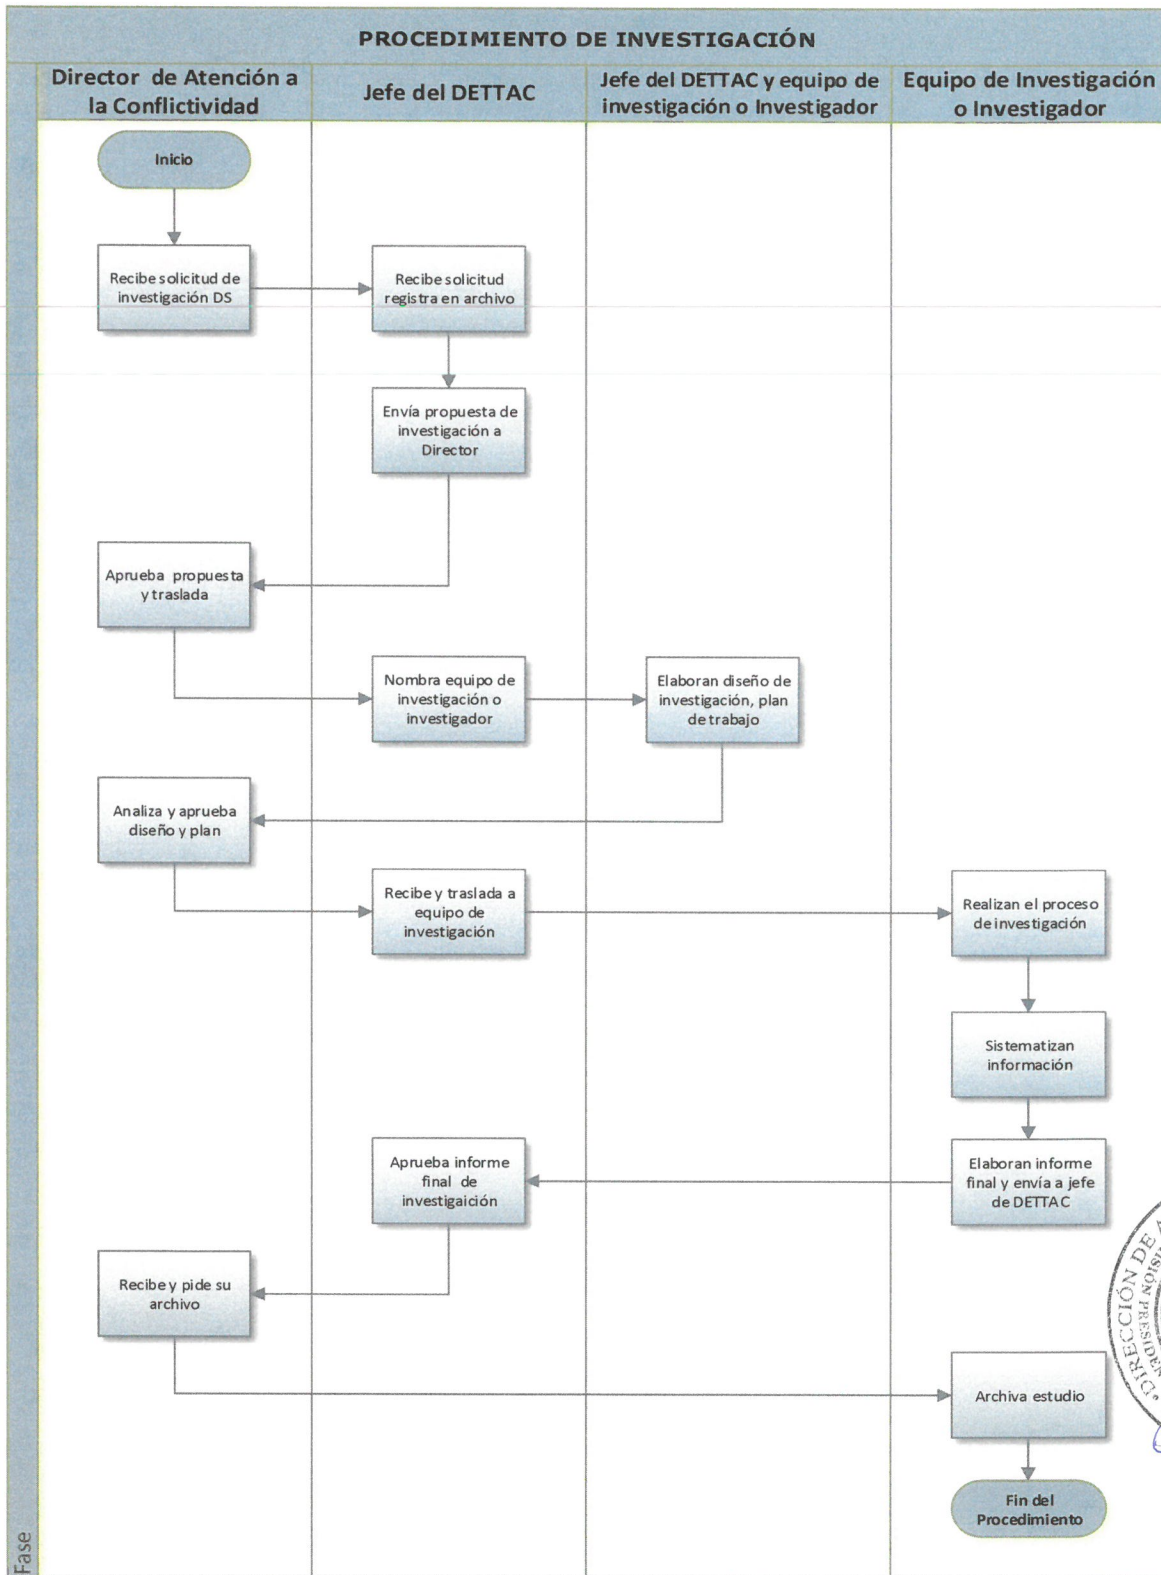 PROCEDIMIENTO DE INVESTIGACIÓN
Director de Atención a
la Conflictividad
Jefe del DETTAC
Jefe del DETTAC y equipo de
investigación o Investigador
Equipo de Investigación
o Investigador
Inicio
Recibe solicitud de
investigación DS
Recibe solicitud
registra en archivo
Envía propuesta de
investigación a
Director
Aprueba propuesta
y traslada
Nombra equipo de
investigación o
investigador
Elaboran diseño de
investigación, plan
de trabajo
Analiza y aprueba
diseño y plan
Recibe y traslada a
equipo de
investigación
Realizan el proceso
de investigación
Sistematizan
información
Elaboran informe
final y envía a jefe
de DETTAC
Aprueba informe
final de
investigaición
Recibe y pide su
archivo
Archiva estudio
Fin del
Procedimiento
Fase
DIRECCIÓN DE A